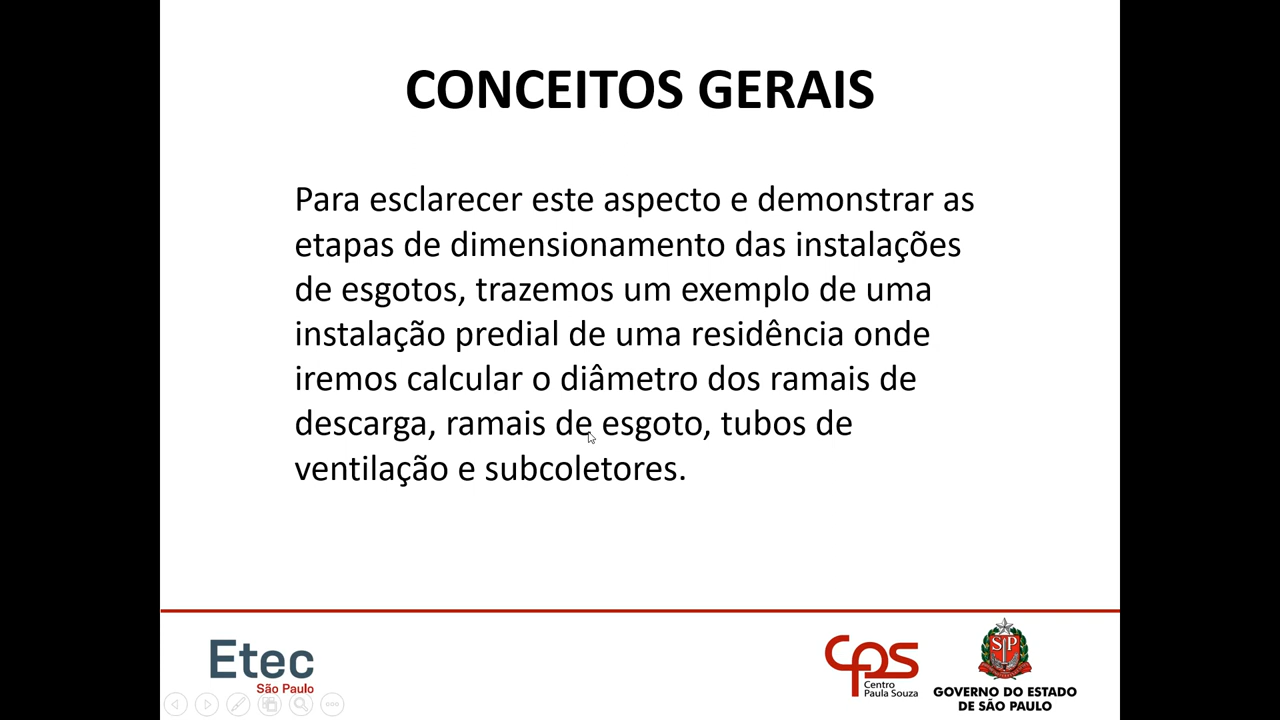 CONCEITOS GERAIS
Para esclarecer este aspecto e demonstrar as
etapas de dimensionamento das instalações
de esgotos, trazemos um exemplo de uma
instalação predial de uma residência onde
iremos calcular o diâmetro dos ramais de
descarga, ramais de esgoto, tubos de
ventilação e subcoletores.
Etec
São Paulo
cps
Centro
Paula Souza
SP
GOVERNO DO ESTADO
DE SÃO PAULO